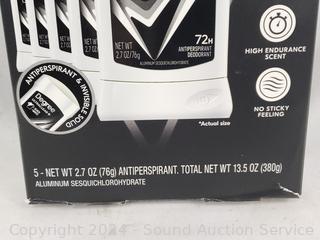 72H
ANTIPERSPIRANT
DEODORANT
NET WT
2.7 OZ/76g
ALUMINUM SESQUICHLOROHYDRATE
HIGH ENDURANCE
SCENT
NO STICKY
FEELING
ANTIPERSPIRANT & INVISIBLE SOLID
Degree
*Actual size
5 - NET WT 2.7 OZ (76g) ANTIPERSPIRANT. TOTAL NET WT 13.5 OZ (380g)
ALUMINUM SESQUICHLOROHYDRATE
Copyright 2024 - Sound Auction Service